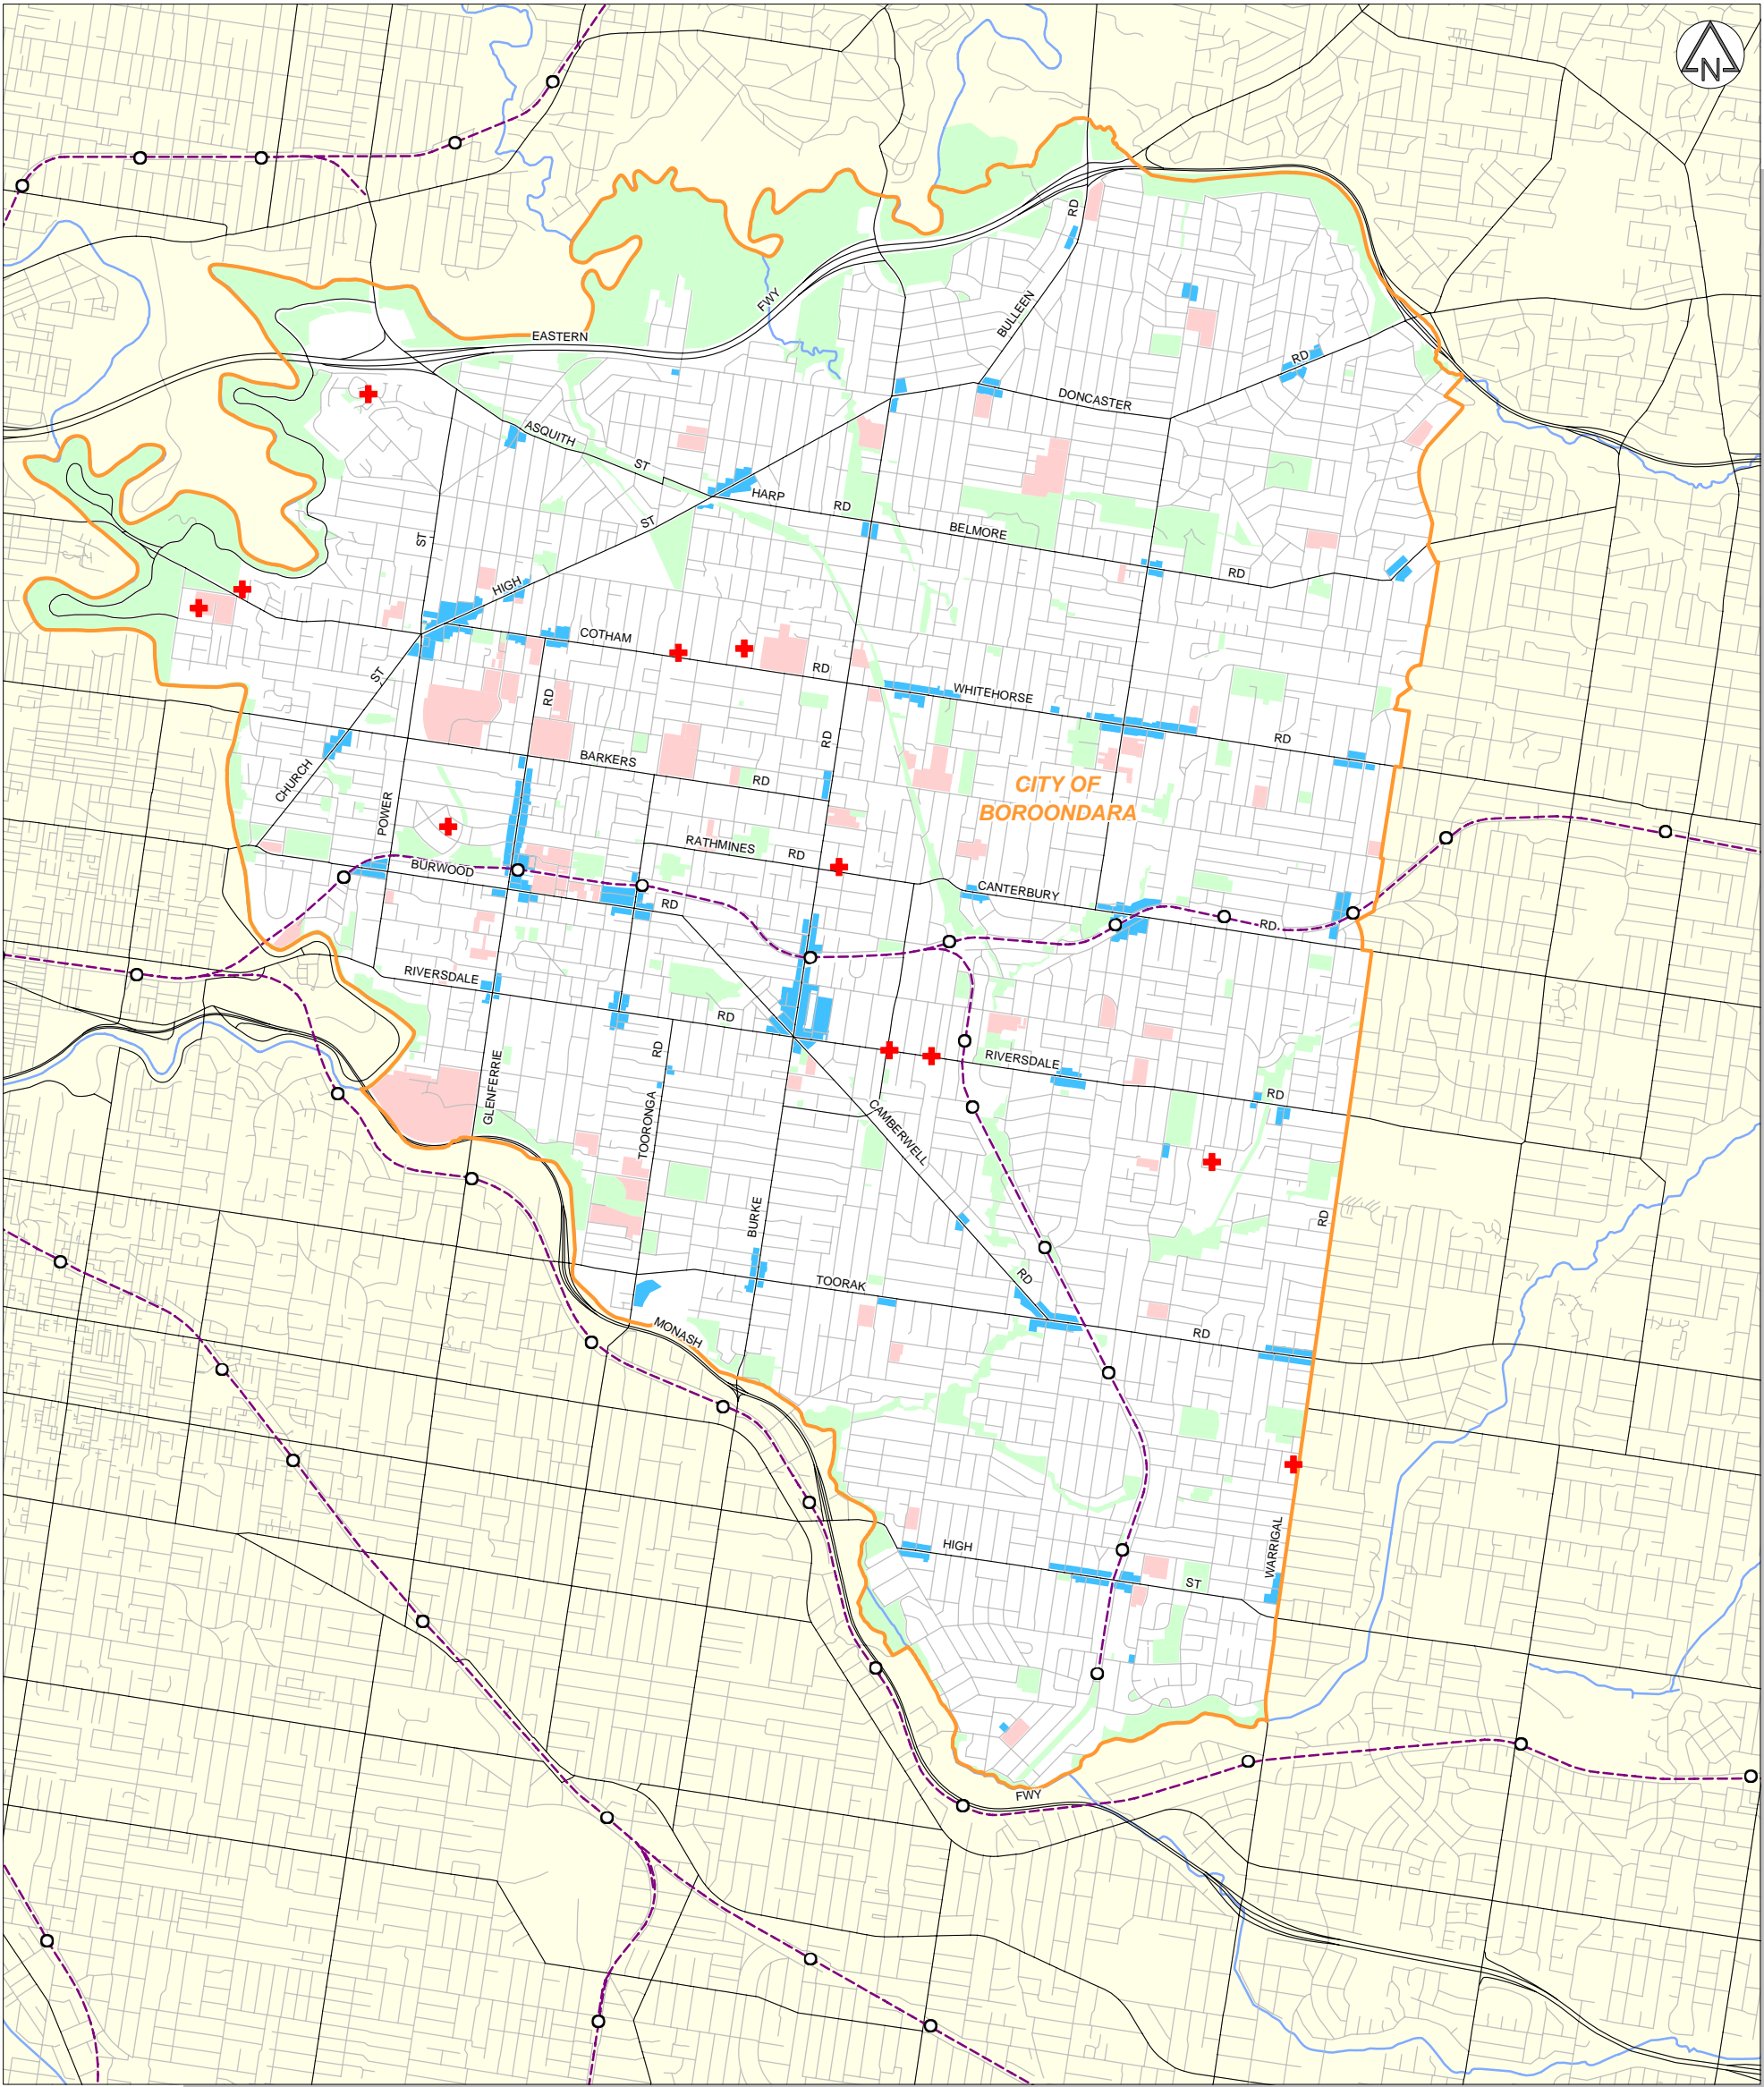 N
RD
FWY
BULLEEN
EASTERN
RD
DONCASTER
ASQUITH
ST
HARP
RD
ST
BELMORE
ST
RD
HIGH
COTHAM
RD
ST
WHITEHORSE
RD
RD
RD
BARKERS
RD
CHURCH
CITY OF
BOROONDARA
POWER
RATHMINES
RD
BURWOOD
CANTERBURY
RD
RD
RIVERSDALE
RD
RD
RIVERSDALE
GLENFERRIE
RD
TOORONGA
CAMBERWELL
BURKE
RD
RD
TOORAK
MONASH
RD
HIGH
WARRIGAL
ST
FWY